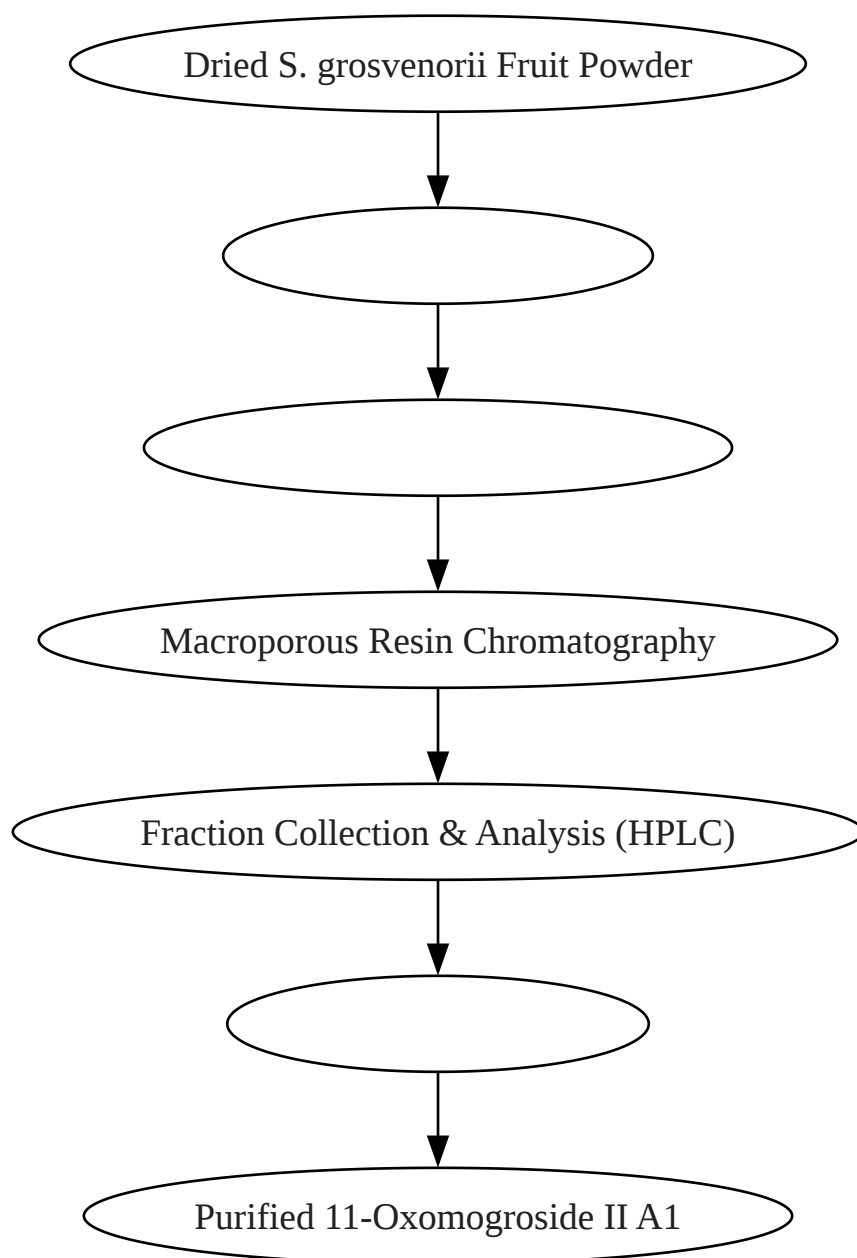 Dried S. grosvenorii Fruit Powder
Macroporous Resin Chromatography
Fraction Collection & Analysis (HPLC)
Purified 11-Oxomogroside II A1